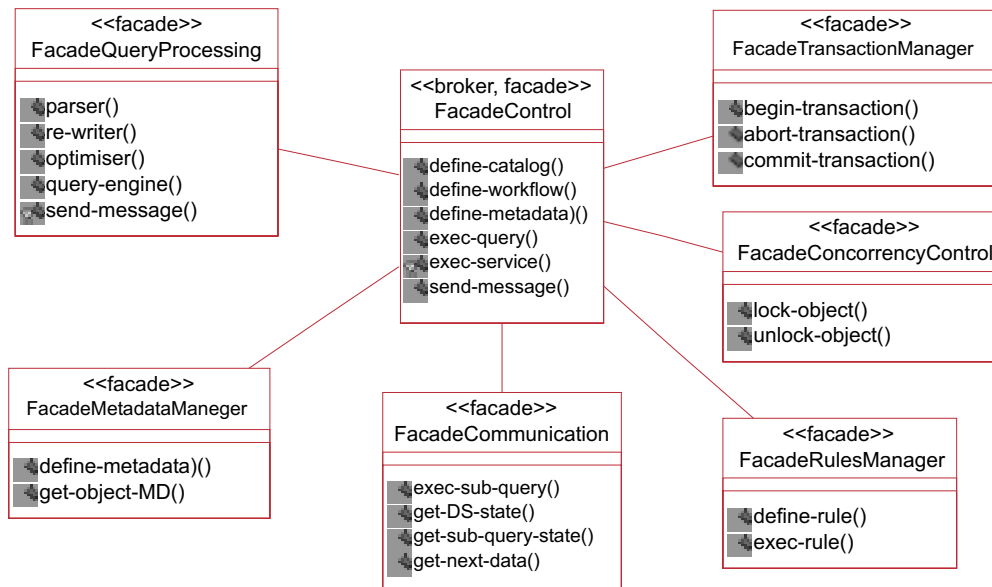 <<facade>>
FacadeQueryProcessing
parser()
re-writer()
optimiser()
query-engine()
send-message()
<<broker, facade>>
FacadeControl
define-catalog()
define-workflow()
define-metadata)()
exec-query()
exec-service()
send-message()
<<facade>>
FacadeTransactionManager
begin-transaction()
abort-transaction()
commit-transaction()
<<facade>>
FacadeConcorrencyControl
lock-object()
unlock-object()
<<facade>>
FacadeMetadataManeger
define-metadata)()
get-object-MD()
<<facade>>
FacadeCommunication
exec-sub-query()
get-DS-state()
get-sub-query-state()
get-next-data()
<<facade>>
FacadeRulesManager
define-rule()
exec-rule()